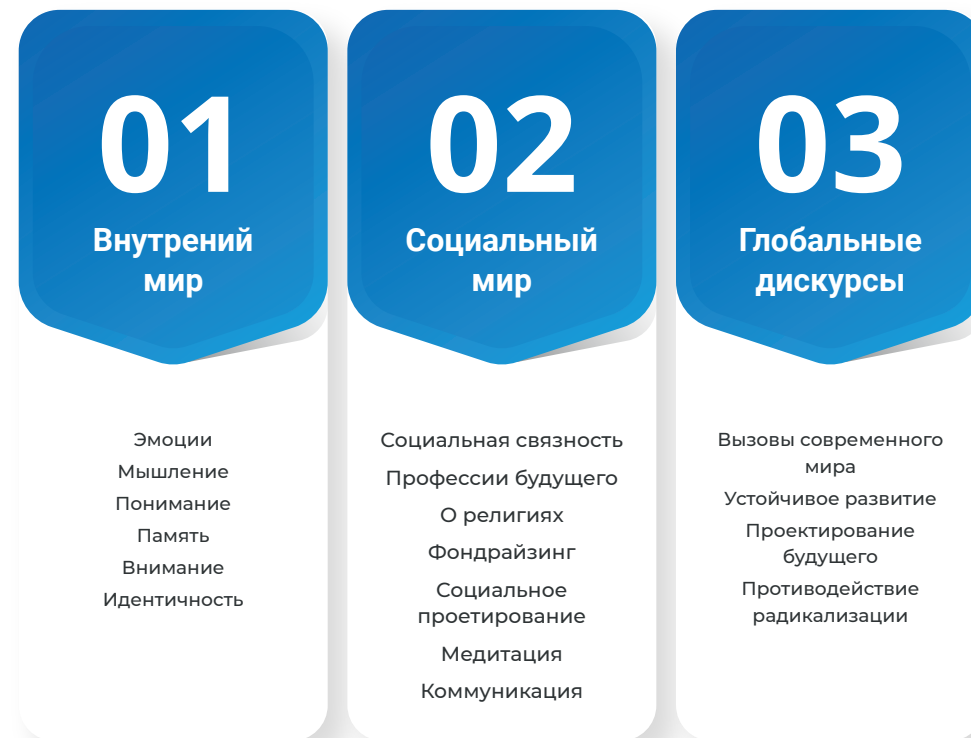 01
Внутрений
мир
Эмоции
Мышление
Понимание
Память
Внимание
Идентичность
02
Социальный
мир
Социальная связность
Профессии будущего
О религиях
Фондрайзинг
Социальное
проетирование
Медитация
Коммуникация
03
Глобальные
дискурсы
Вызовы современного
мира
Устойчивое развитие
Проектирование
будущего
Противодействие
радикализации